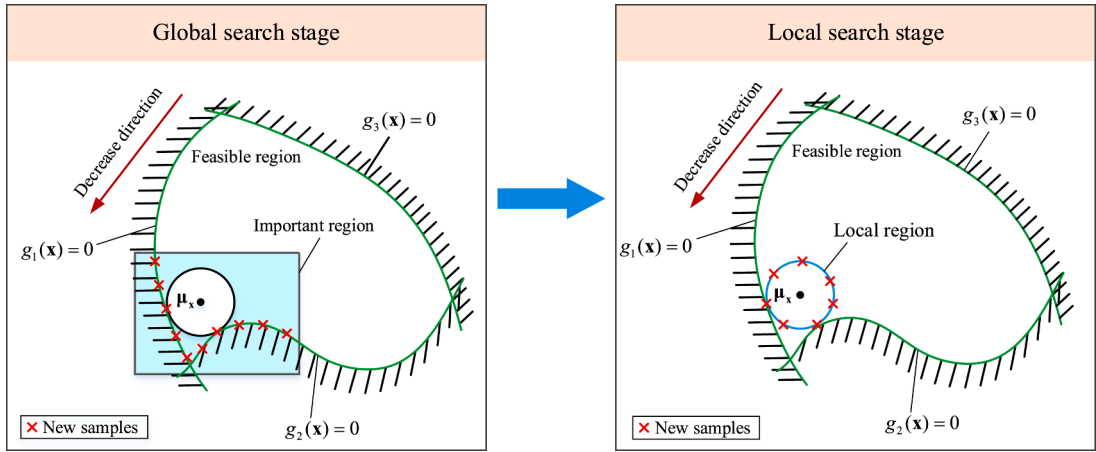 Global search stage
Decrease direction
g₃(x) = 0
Feasible region
Important region
g₁(x) = 0
μₓ
g₂(x) = 0
New samples
Local search stage
Decrease direction
g₃(x) = 0
Feasible region
Local region
g₁(x) = 0
μₓ
g₂(x) = 0
New samples